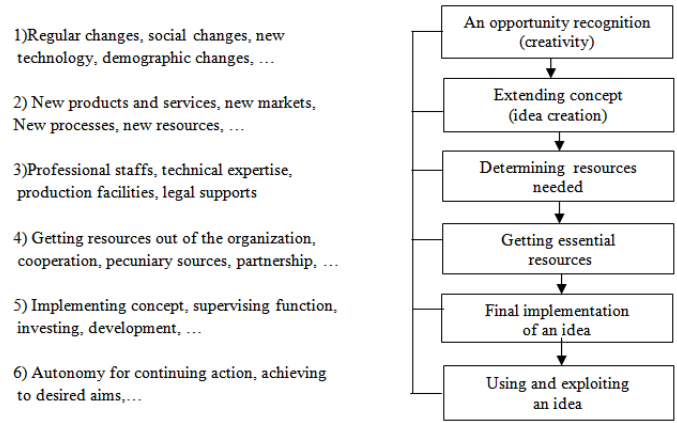 1)Regular changes, social changes, new
technology, demographic changes, …
An opportunity recognition
(creativity)
2) New products and services, new markets,
New processes, new resources, …
Extending concept
(idea creation)
3)Professional staffs, technical expertise,
production facilities, legal supports
Determining resources
needed
4) Getting resources out of the organization,
cooperation, pecuniary sources, partnership, …
Getting essential
resources
5) Implementing concept, supervising function,
investing, development, …
Final implementation
of an idea
6) Autonomy for continuing action, achieving
to desired aims,…
Using and exploiting
an idea